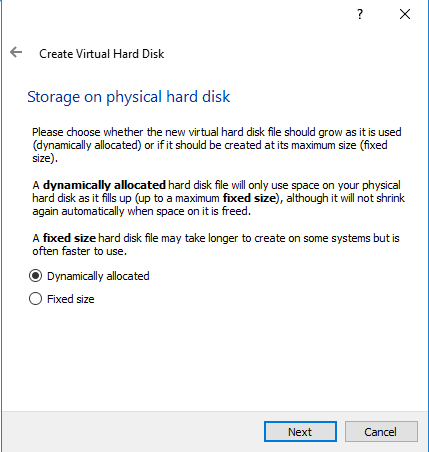 ?
Create Virtual Hard Disk
Storage on physical hard disk
Please choose whether the new virtual hard disk file should grow as it is used
(dynamically allocated) or if it should be created at its maximum size (fixed
size).
A dynamically allocated hard disk file will only use space on your physical
hard disk as it fills up (up to a maximum fixed size), although it will not shrink
again automatically when space on it is freed.
A fixed size hard disk file may take longer to create on some systems but is
often faster to use.
Dynamically allocated
Fixed size
Next
Cancel